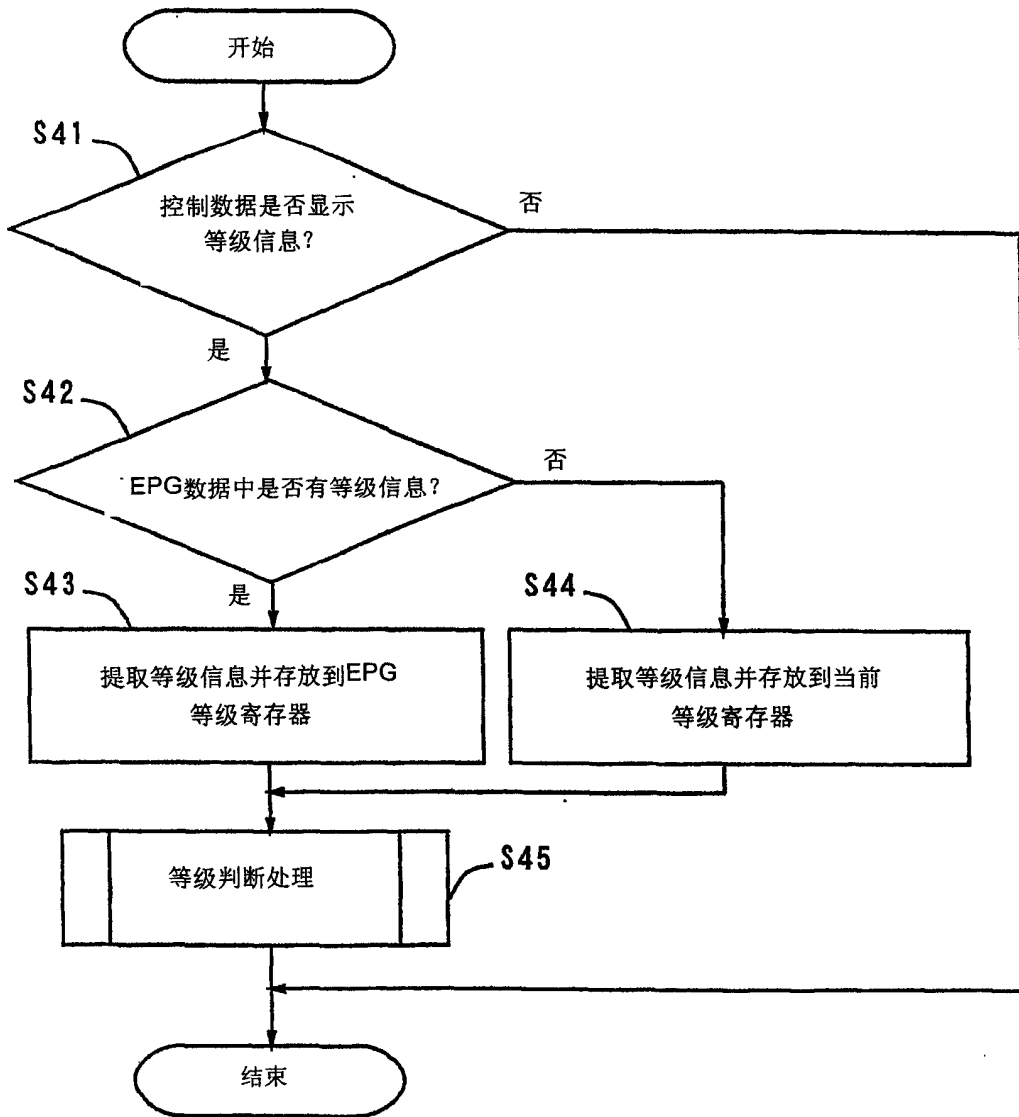 开始
S41
控制数据是否显示
等级信息？
否
是
S42
EPG数据中是否有等级信息？
否
S43
是
S44
提取等级信息并存放到EPG
等级寄存器
提取等级信息并存放到当前
等级寄存器
等级判断处理
S45
结束